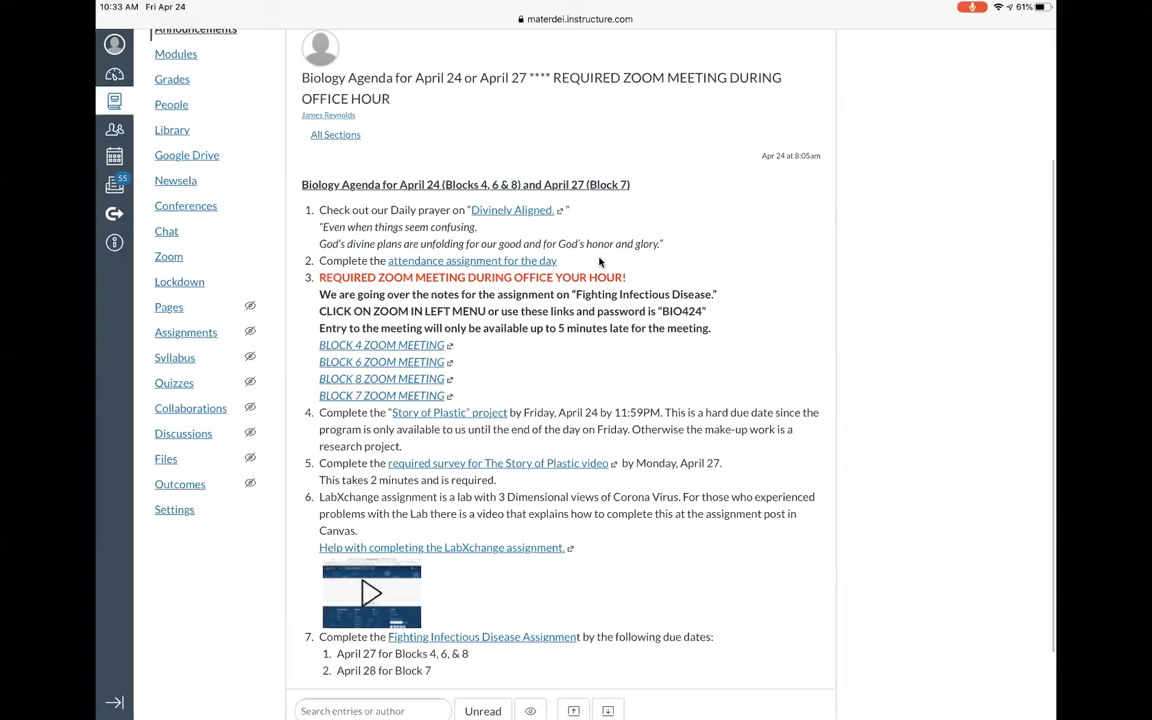 10:33 AM Fri Apr 24
61%
materdei.instructure.com
Announcements
Modules
Grades
People
Library
Google Drive
Newsela
Conferences
Chat
Zoom
Lockdown
Pages
Assignments
Syllabus
Quizzes
Collaborations
Discussions
Files
Outcomes
Settings
55
Biology Agenda for April 24 or April 27 **** REQUIRED ZOOM MEETING DURING
OFFICE HOUR
James Reynolds
All Sections
Apr 24 at 8:05am
Biology Agenda for April 24 (Blocks 4, 6 & 8) and April 27 (Block 7)
1. Check out our Daily prayer on “Divinely Aligned. ”
“Even when things seem confusing,
God’s divine plans are unfolding for our good and for God’s honor and glory.”
2. Complete the attendance assignment for the day
3. REQUIRED ZOOM MEETING DURING OFFICE YOUR HOUR!
We are going over the notes for the assignment on “Fighting Infectious Disease.”
CLICK ON ZOOM IN LEFT MENU or use these links and password is “BIO424”
Entry to the meeting will only be available up to 5 minutes late for the meeting.
BLOCK 4 ZOOM MEETING
BLOCK 6 ZOOM MEETING
BLOCK 8 ZOOM MEETING
BLOCK 7 ZOOM MEETING
4. Complete the “Story of Plastic” project by Friday, April 24 by 11:59PM. This is a hard due date since the
program is only available to us until the end of the day on Friday. Otherwise the make-up work is a
research project.
5. Complete the required survey for The Story of Plastic video by Monday, April 27.
This takes 2 minutes and is required.
6. LabXchange assignment is a lab with 3 Dimensional views of Corona Virus. For those who experienced
problems with the Lab there is a video that explains how to complete this at the assignment post in
Canvas.
Help with completing the LabXchange assignment.
7. Complete the Fighting Infectious Disease Assignment by the following due dates:
1. April 27 for Blocks 4, 6, & 8
2. April 28 for Block 7
Search entries or author
Unread